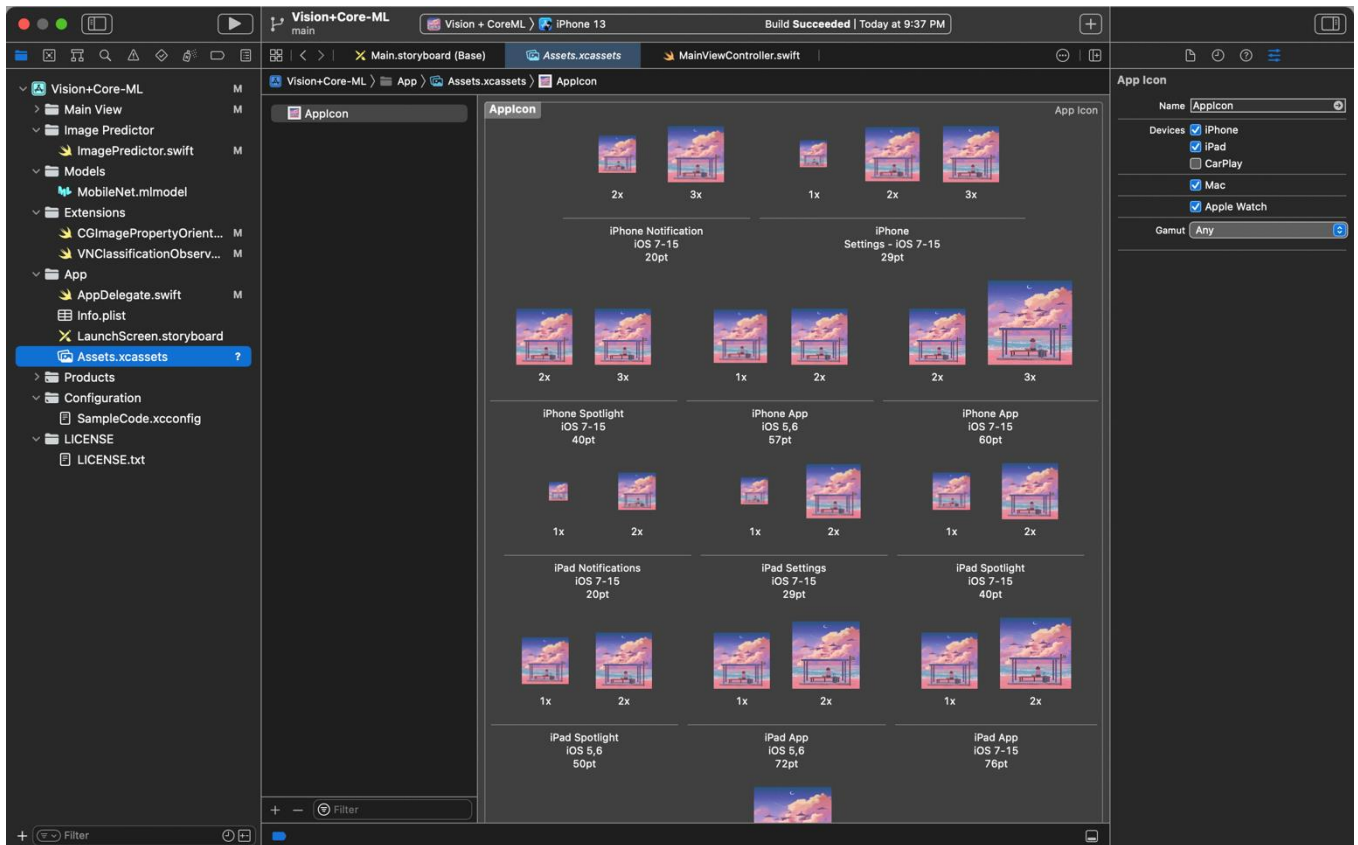 Vision+Core-ML
main
Vision + CoreML 〉 iPhone 13
Build Succeeded | Today at 9:37 PM
Main.storyboard (Base)
Assets.xcassets
MainViewController.swift
Vision+Core-ML M
Main View M
Image Predictor
ImagePredictor.swift M
Models
MobileNet.mlmodel
Extensions
CGImagePropertyOrient... M
VNClassificationObserv... M
App
AppDelegate.swift M
Info.plist
LaunchScreen.storyboard
Assets.xcassets ?
Products
Configuration
SampleCode.xcconfig
LICENSE
LICENSE.txt
Filter
Vision+Core-ML 〉 App 〉 Assets.xcassets 〉 AppIcon
AppIcon
Filter
AppIcon
App Icon
2x 3x 1x 2x 3x
iPhone Notification
iOS 7-15
20pt
iPhone
Settings - iOS 7-15
29pt
2x 3x 1x 2x 2x 3x
iPhone Spotlight
iOS 7-15
40pt
iPhone App
iOS 5,6
57pt
iPhone App
iOS 7-15
60pt
1x 2x 1x 2x 1x 2x
iPad Notifications
iOS 7-15
20pt
iPad Settings
iOS 7-15
29pt
iPad Spotlight
iOS 7-15
40pt
1x 2x 1x 2x 1x 2x
iPad Spotlight
iOS 5,6
50pt
iPad App
iOS 5,6
72pt
iPad App
iOS 7-15
76pt
App Icon
Name AppIcon
Devices iPhone
iPad
CarPlay
Mac
Apple Watch
Gamut Any